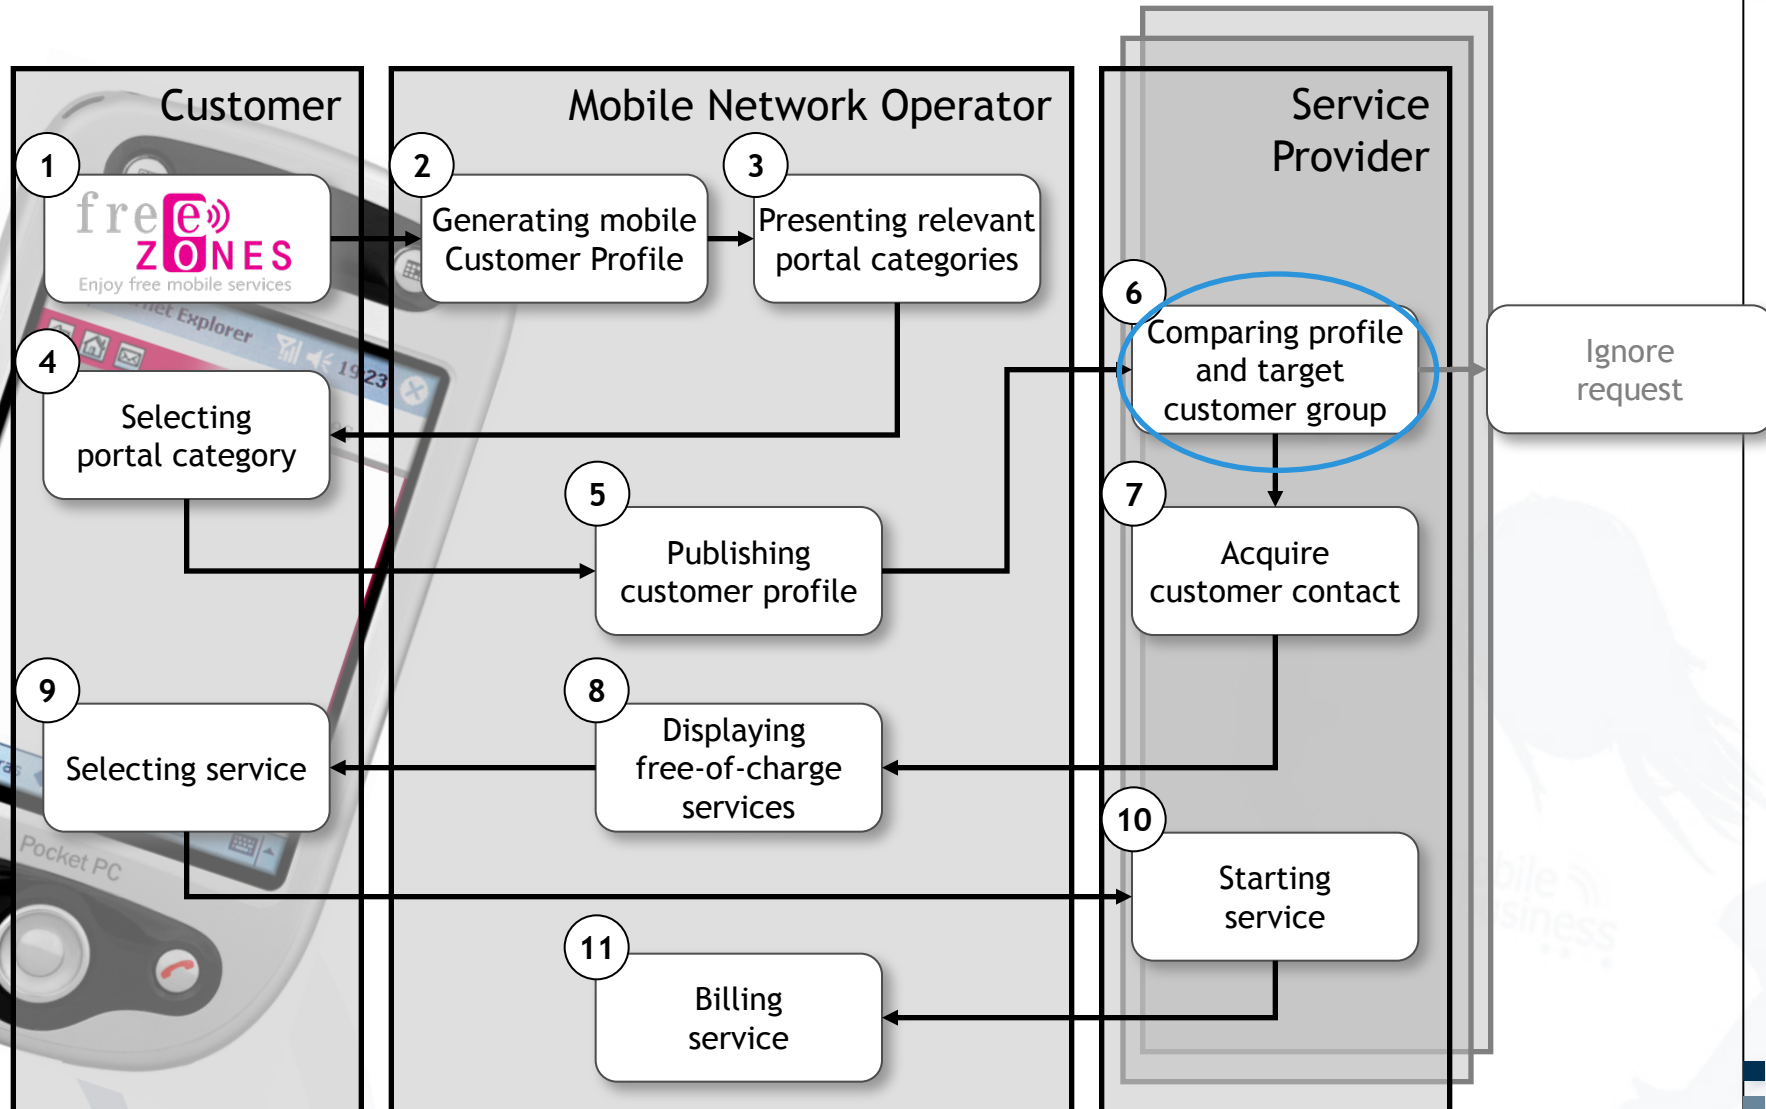 Customer
Mobile Network Operator
Service
Provider
1
free
ZONES
Enjoy free mobile services
2
Generating mobile
Customer Profile
3
Presenting relevant
portal categories
Explorer
19:23
4
Selecting
portal category
5
Publishing
customer profile
6
Comparing profile
and target
customer group
Ignore
request
7
Acquire
customer contact
8
Displaying
free-of-charge
services
9
Selecting service
Pocket PC
10
Starting
service
11
Billing
service